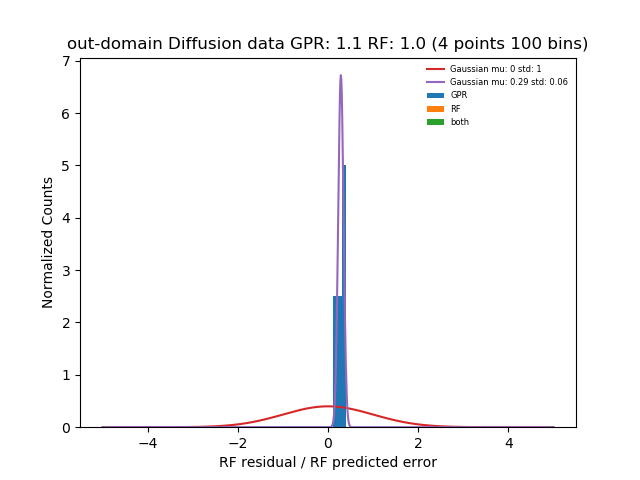 out-domain Diffusion data GPR: 1.1 RF: 1.0 (4 points 100 bins)
Gaussian mu: 0 std: 1
Gaussian mu: 0.29 std: 0.06
GPR
RF
both
Normalized Counts
7
6
5
4
3
2
1
0
−4
−2
0
2
4
RF residual / RF predicted error